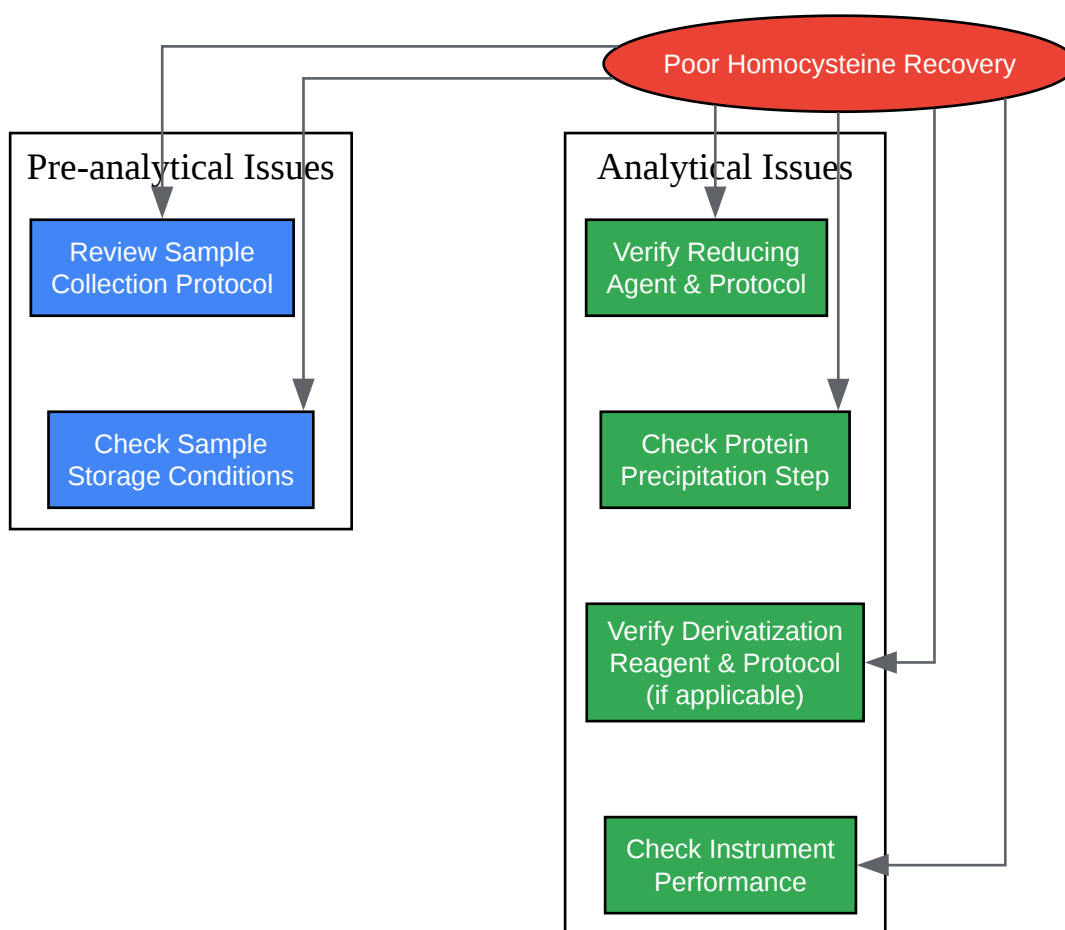 Poor Homocysteine Recovery
Pre-analytical Issues
Review Sample
Collection Protocol
Check Sample
Storage Conditions
Analytical Issues
Verify Reducing
Agent & Protocol
Check Protein
Precipitation Step
Verify Derivatization
Reagent & Protocol
(if applicable)
Check Instrument
Performance